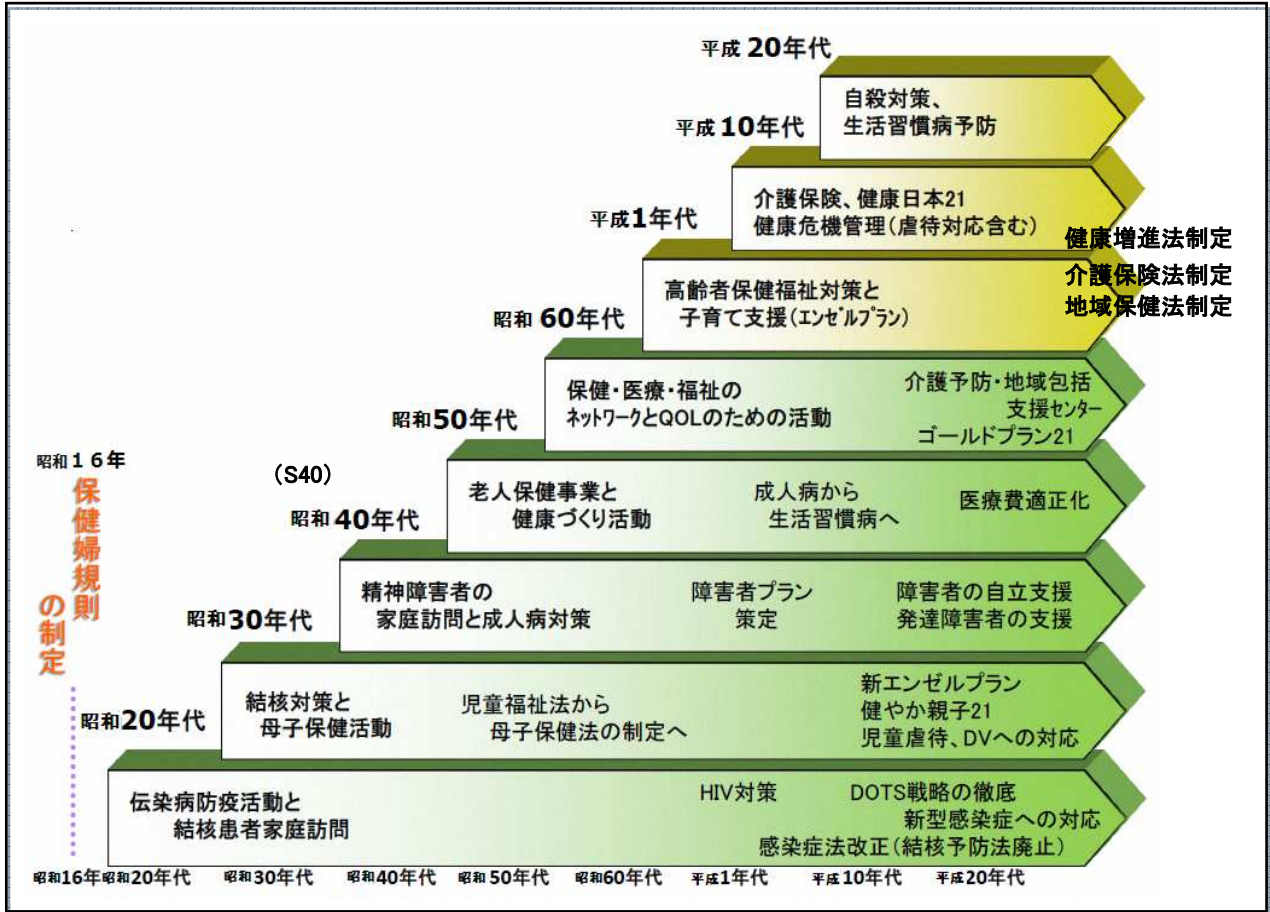 平成 20年代
自殺対策、
生活習慣病予防
平成 10年代
介護保険、健康日本21
健康危機管理(虐待対応含む)
健康増進法制定
介護保険法制定
地域保健法制定
平成1年代
高齢者保健福祉対策と
子育て支援(エンゼルプラン)
昭和 60年代
保健・医療・福祉の
ネットワークとQOLのための活動
介護予防・地域包括
支援センター
ゴールドプラン21
昭和50年代
(S40)
老人保健事業と
健康づくり活動
成人病から
生活習慣病へ
医療費適正化
昭和 40年代
精神障害者の
家庭訪問と成人病対策
障害者プラン
策定
障害者の自立支援
発達障害者の支援
昭和30年代
結核対策と
母子保健活動
児童福祉法から
母子保健法の制定へ
新エンゼルプラン
健やか親子21
児童虐待、DVへの対応
昭和20年代
伝染病防疫活動と
結核患者家庭訪問
HIV対策
DOTS戦略の徹底
新型感染症への対応
感染症法改正(結核予防法廃止)
昭和16年
保健婦規則
の制定
昭和16年 昭和20年代 昭和30年代 昭和40年代 昭和50年代 昭和60年代 平成1年代 平成10年代 平成20年代